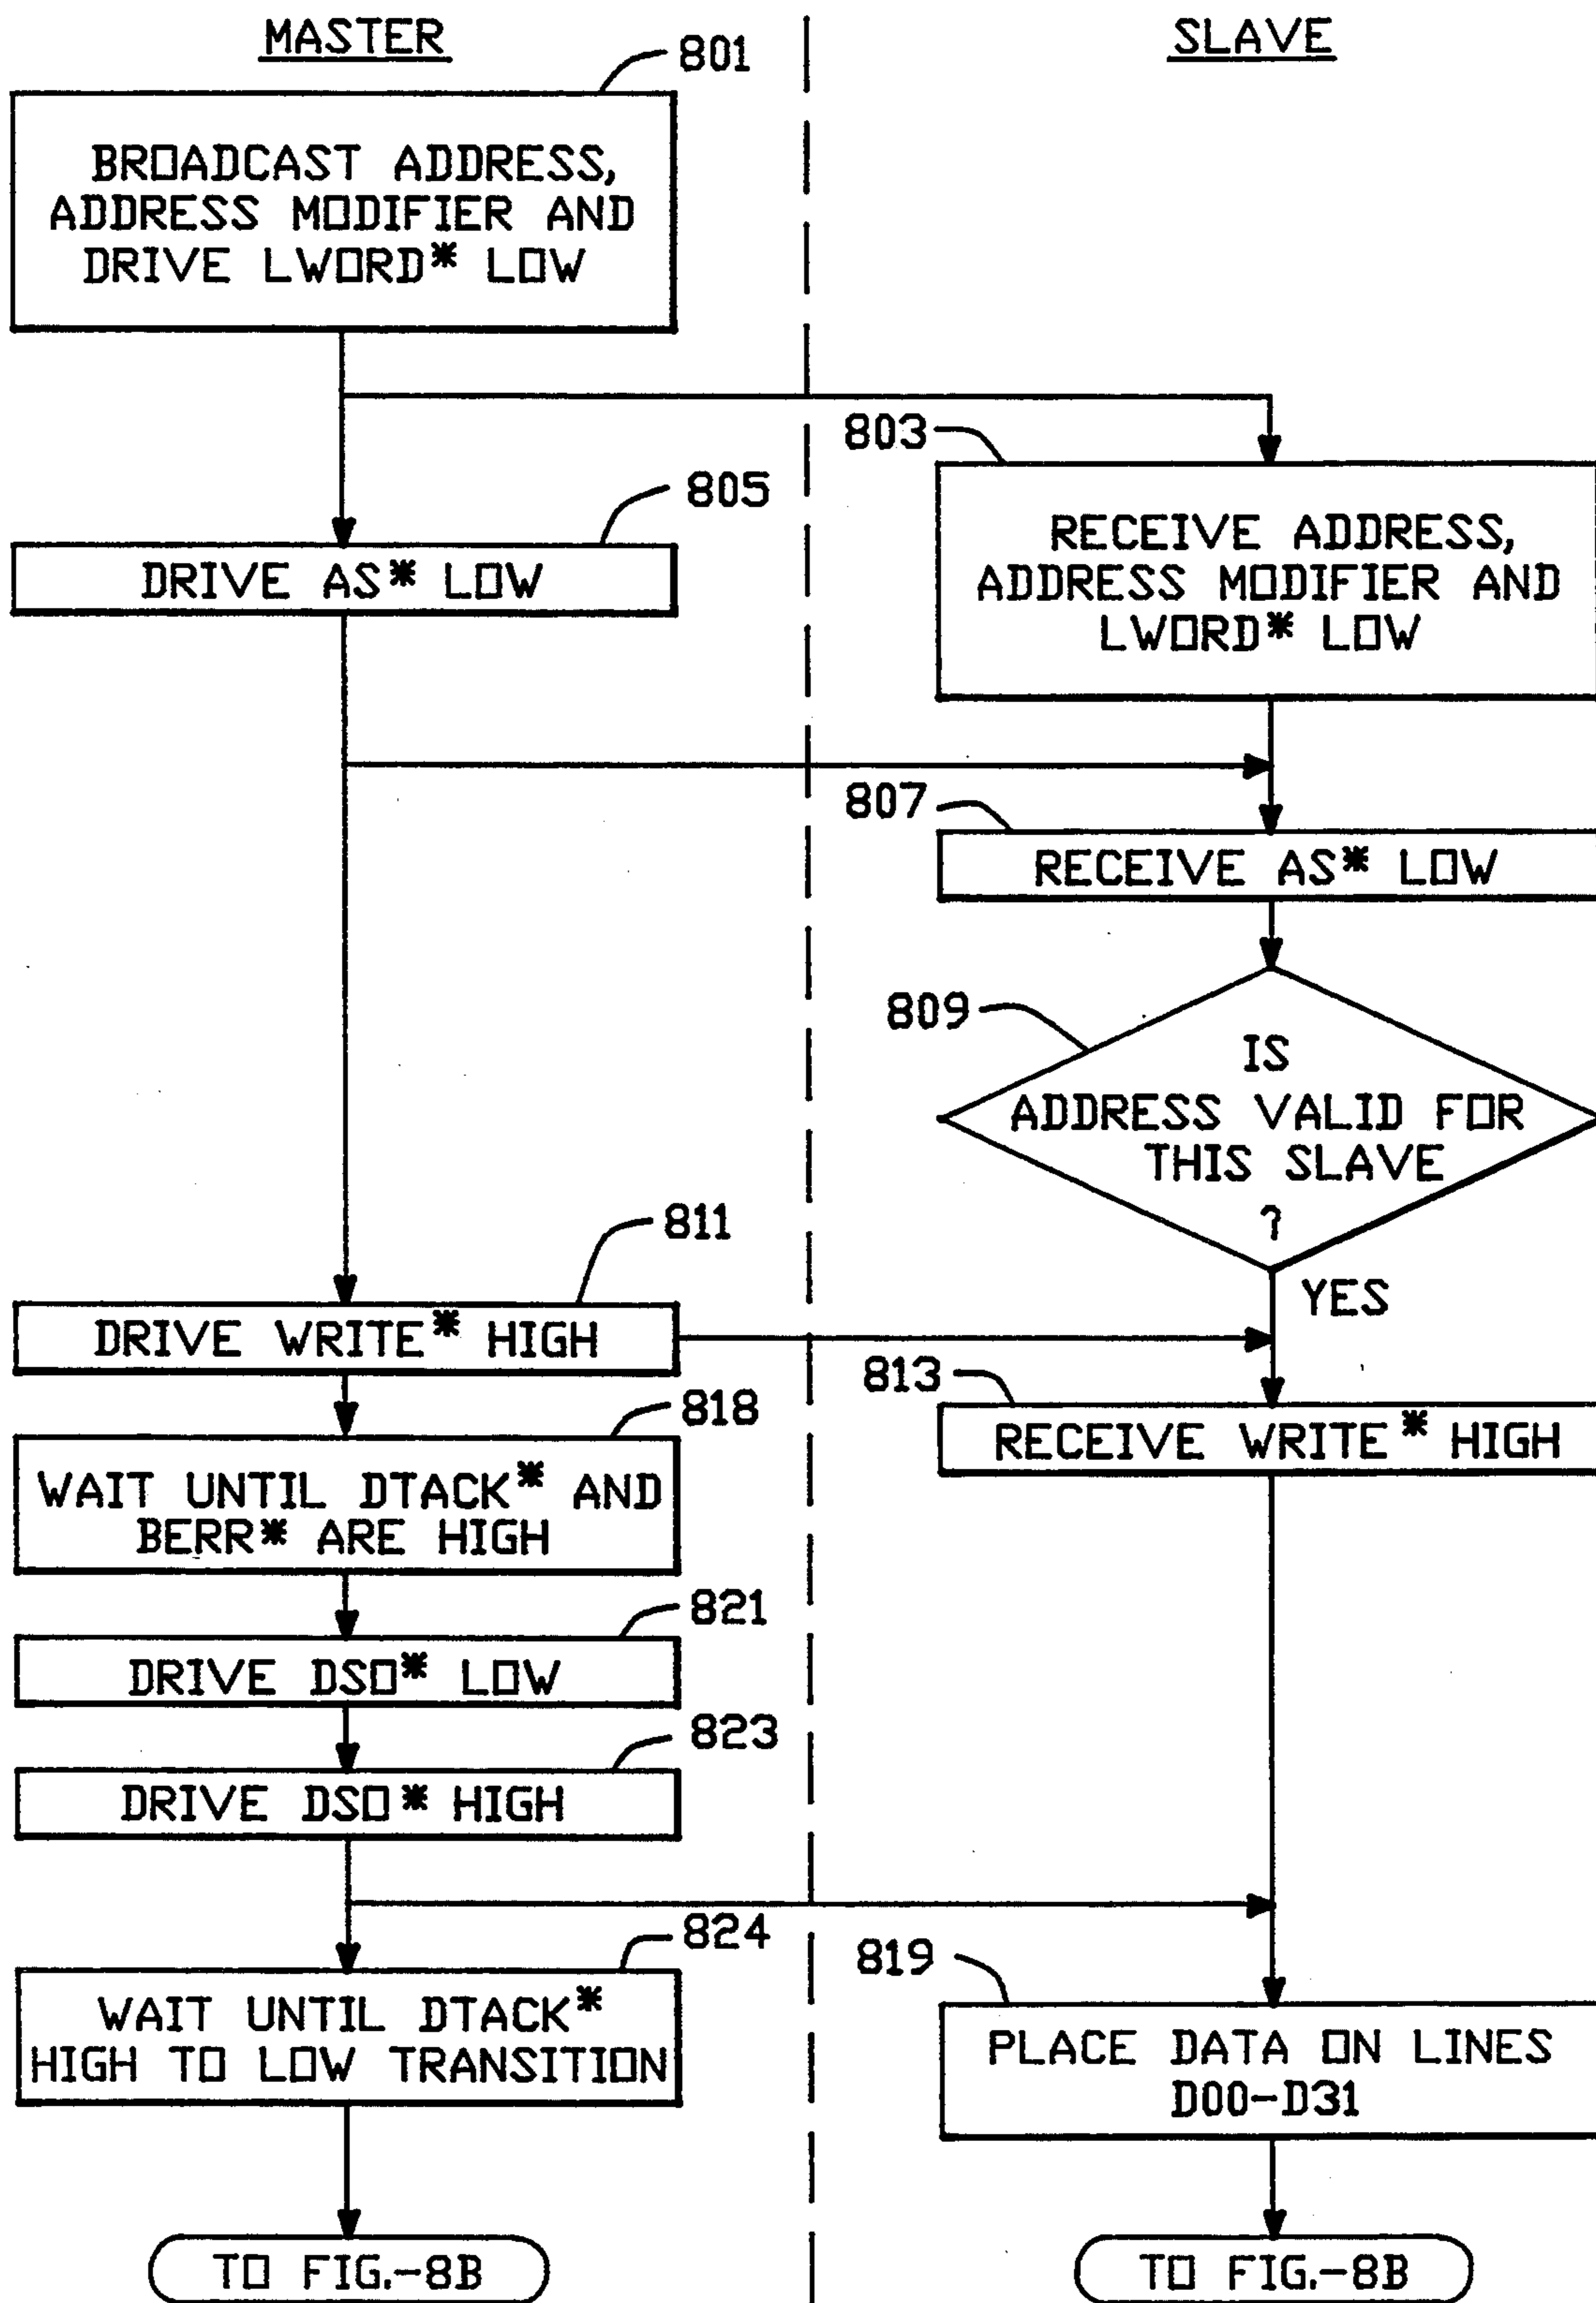 MASTER
SLAVE
801
BROADCAST ADDRESS,
ADDRESS MODIFIER AND
DRIVE LWORD* LOW
803
805
DRIVE AS* LOW
RECEIVE ADDRESS,
ADDRESS MODIFIER AND
LWORD* LOW
807
RECEIVE AS* LOW
809
IS
ADDRESS VALID FOR
THIS SLAVE
?
YES
811
DRIVE WRITE* HIGH
813
RECEIVE WRITE* HIGH
818
WAIT UNTIL DTACK* AND
BERR* ARE HIGH
821
DRIVE DSO* LOW
823
DRIVE DSO* HIGH
824
WAIT UNTIL DTACK*
HIGH TO LOW TRANSITION
819
PLACE DATA ON LINES
D00-D31
TO FIG.-8B
TO FIG.-8B